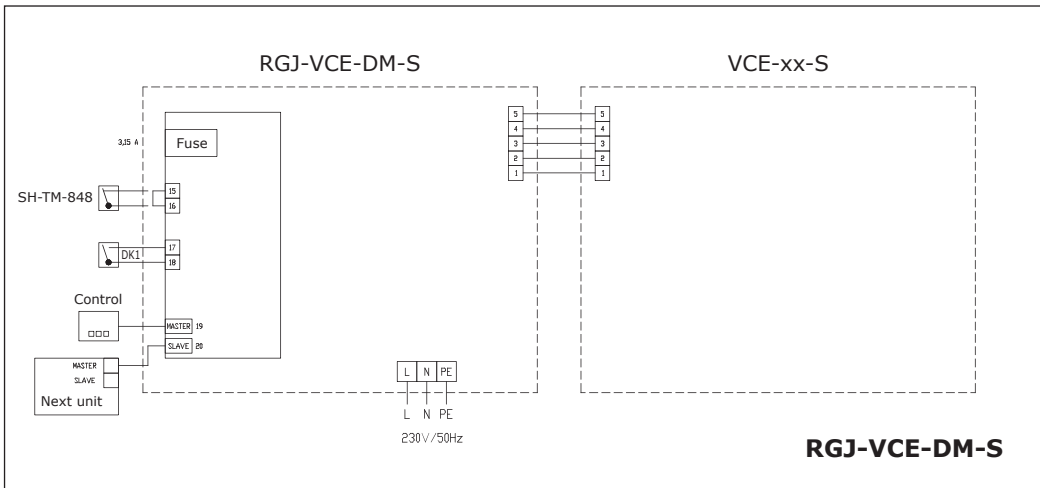 RGJ-VCE-DM-S
VCE-xx-S
3,15 A
Fuse
5
4
3
2
1
5
4
3
2
1
SH-TM-848
15
16
DK1
17
18
Control
MASTER 19
SLAVE 20
MASTER
SLAVE
Next unit
L N PE
L N PE
230V/50Hz
RGJ-VCE-DM-S